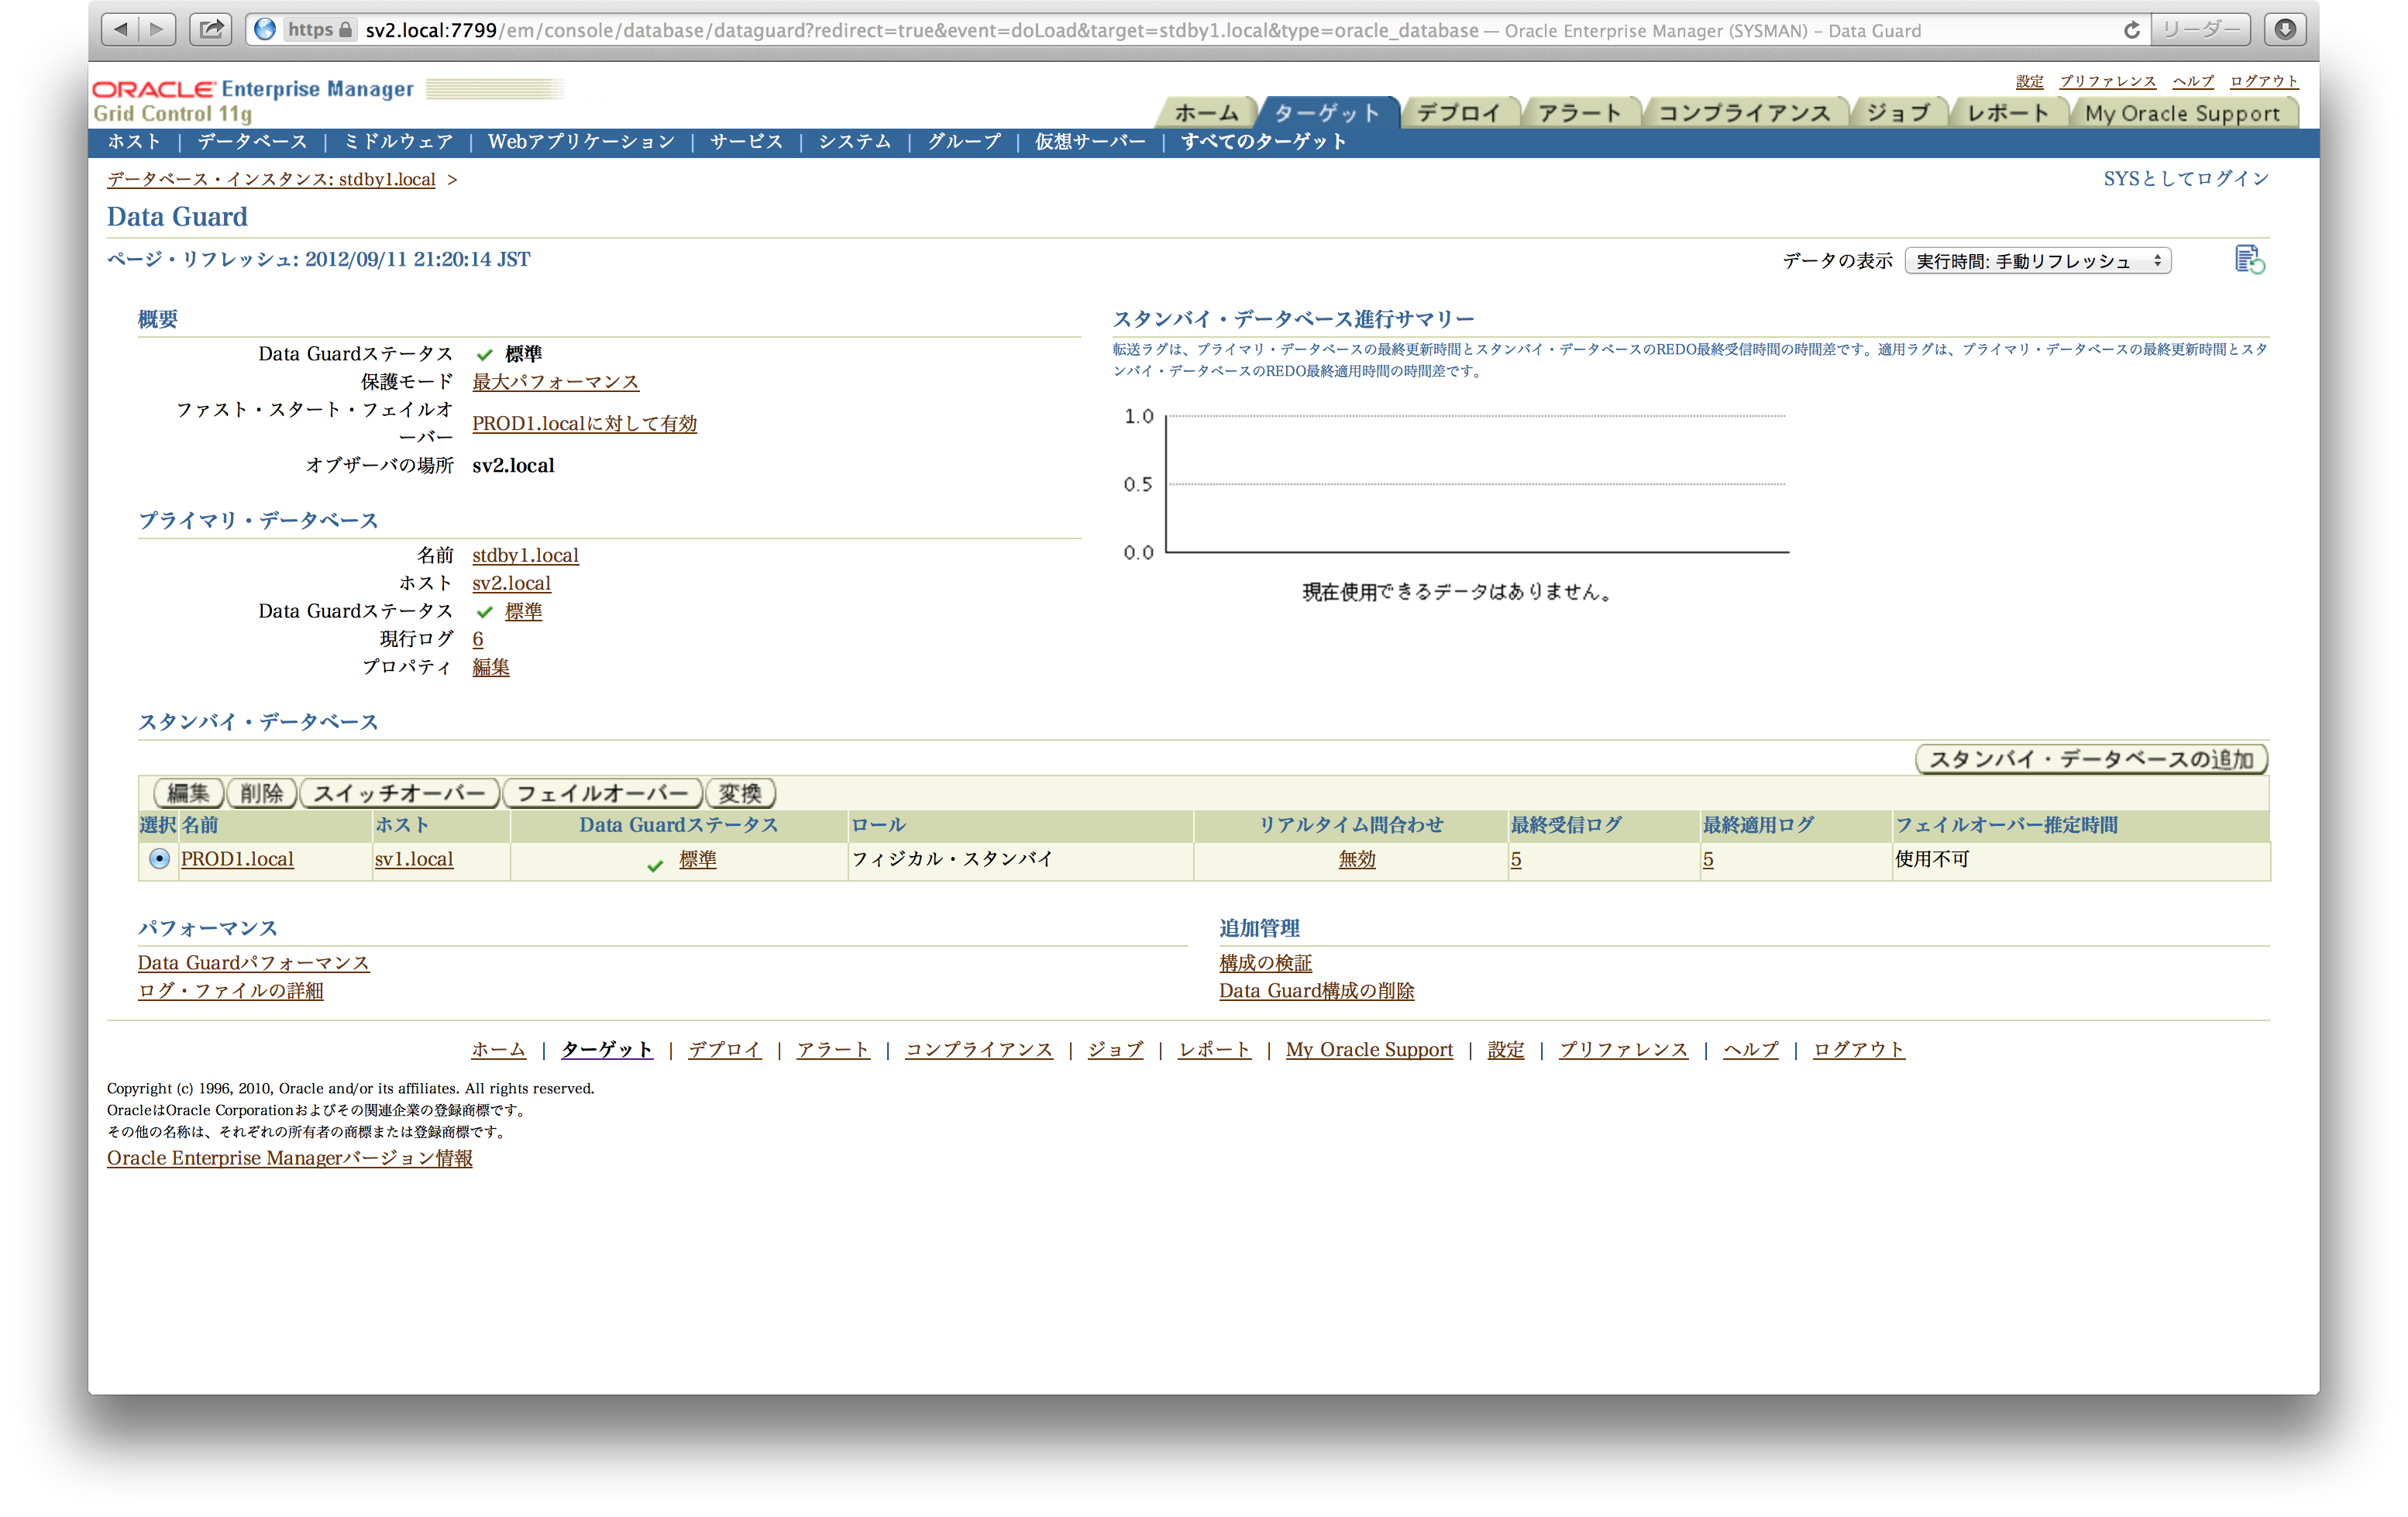 https sv2.local:7799/em/console/database/dataguard?redirect=true&event=doLoad&target=stdby1.local&type=oracle_database — Oracle Enterprise Manager (SYSMAN) – Data Guard リーダー
ORACLE Enterprise Manager
Grid Control 11g
設定 プリファレンス ヘルプ ログアウト
ホーム ターゲット デプロイ アラート コンプライアンス ジョブ レポート My Oracle Support
ホスト | データベース | ミドルウェア | Webアプリケーション | サービス | システム | グループ | 仮想サーバー | すべてのターゲット
データベース・インスタンス: stdby1.local >
SYSとしてログイン
Data Guard
ページ・リフレッシュ: 2012/09/11 21:20:14 JST
データの表示 実行時間: 手動リフレッシュ
概要
Data Guardステータス 標準
保護モード 最大パフォーマンス
ファスト・スタート・フェイルオ
ーバー PROD1.localに対して有効
オブザーバの場所 sv2.local
プライマリ・データベース
名前 stdby1.local
ホスト sv2.local
Data Guardステータス 標準
現行ログ 6
プロパティ 編集
スタンバイ・データベース進行サマリー
転送ラグは、プライマリ・データベースの最終更新時間とスタンバイ・データベースのREDO最終受信時間の時間差です。適用ラグは、プライマリ・データベースの最終更新時間とスタ
ンバイ・データベースのREDO最終適用時間の時間差です。
1.0
0.5
0.0
現在使用できるデータはありません。
スタンバイ・データベース
スタンバイ・データベースの追加
編集 削除 スイッチオーバー フェイルオーバー 変換
選択 名前 ホスト Data Guardステータス ロール リアルタイム問合わせ 最終受信ログ 最終適用ログ フェイルオーバー推定時間
PROD1.local sv1.local 標準 フィジカル・スタンバイ 無効 5 5 使用不可
パフォーマンス
Data Guardパフォーマンス
ログ・ファイルの詳細
追加管理
構成の検証
Data Guard構成の削除
ホーム | ターゲット | デプロイ | アラート | コンプライアンス | ジョブ | レポート | My Oracle Support | 設定 | プリファレンス | ヘルプ | ログアウト
Copyright (c) 1996, 2010, Oracle and/or its affiliates. All rights reserved.
OracleはOracle Corporationおよびその関連企業の登録商標です。
その他の名称は、それぞれの所有者の商標または登録商標です。
Oracle Enterprise Managerバージョン情報